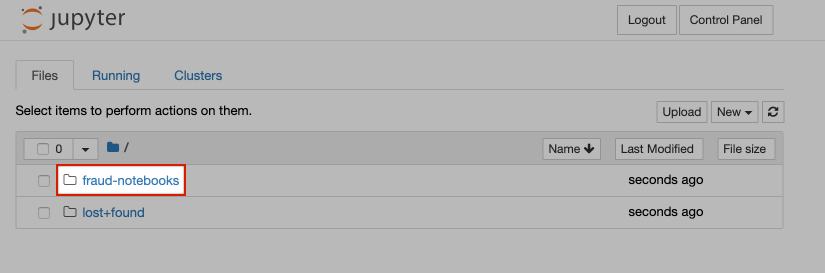 jupyter
Logout Control Panel
Files Running Clusters
Select items to perform actions on them.
Upload New
0 / Name Last Modified File size
fraud-notebooks seconds ago
lost+found seconds ago